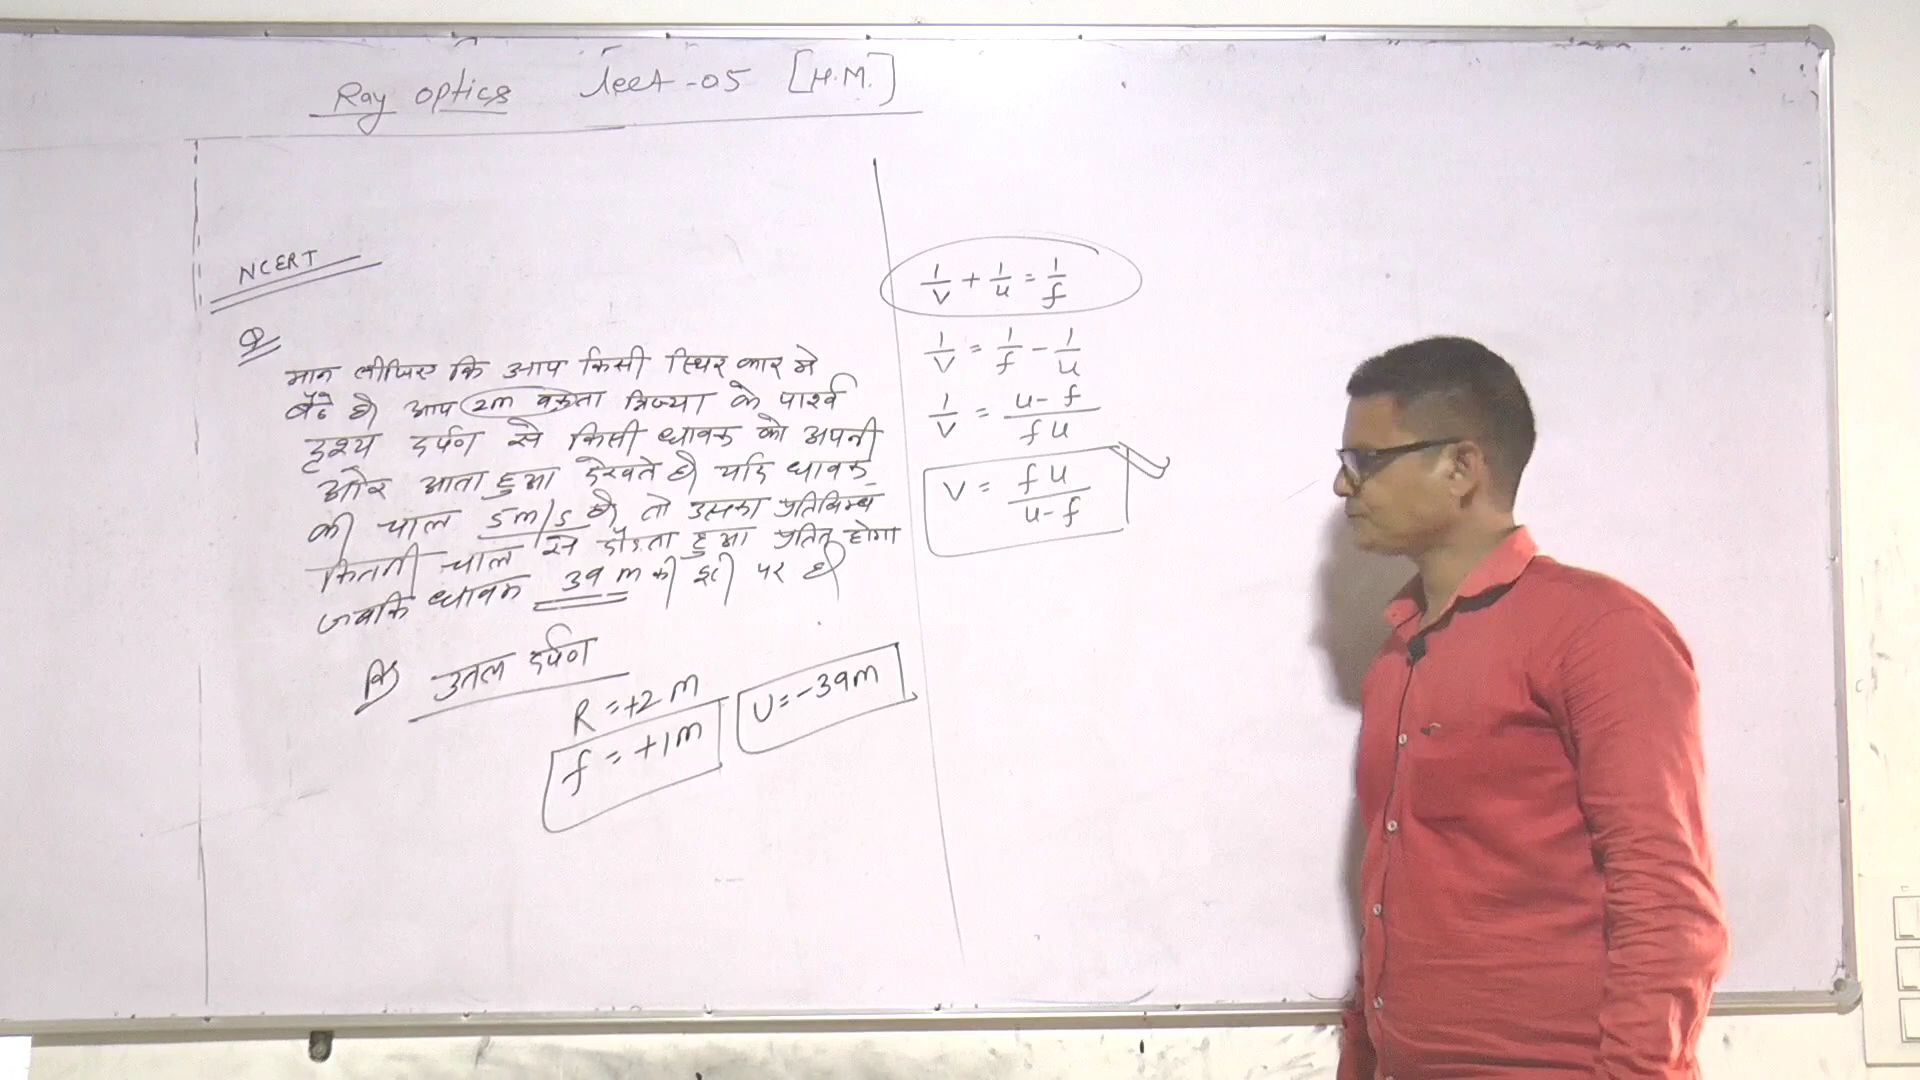 Ray optics Lect-05 [H.M.]
NCERT
Q
मान लीजिए कि आप किसी स्थिर कार मे
बैठे है। आप 2m वक्रता त्रिज्या के पार्श्व
दृश्य दर्पण से किसी धावक को अपनी
ओर आता हुआ देखते है। यदि धावक
की चाल 5m/s है, तो उसका प्रतिबिम्ब
कितनी चाल से दौड़ता हुआ प्रतित होगा
जबकि धावक 39 m की दूरी पर है।
उत्तल दर्पण
R = +2 m
f = +1m
U = -39m
1/v + 1/u = 1/f
1/v = 1/f - 1/u
1/v = u-f / fu
v = fu / u-f